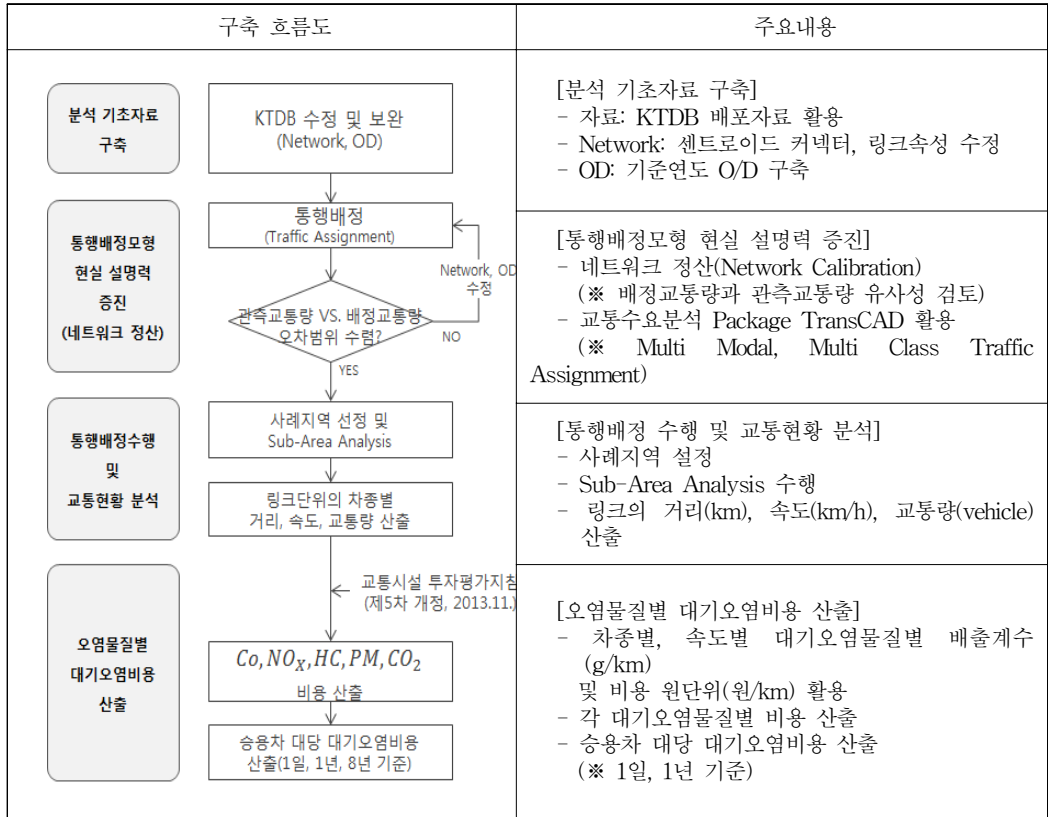 구축 흐름도
주요내용
분석 기초자료
구축
KTDB 수정 및 보완
(Network, OD)
[분석 기초자료 구축]
- 자료: KTDB 배포자료 활용
- Network: 센트로이드 커넥터, 링크속성 수정
- OD: 기준연도 O/D 구축
통행배정모형
현실 설명력
증진
(네트워크 정산)
통행배정
(Traffic Assignment)
Network, OD
수정
관측교통량 VS. 배정교통량
오차범위 수렴?
NO
YES
[통행배정모형 현실 설명력 증진]
- 네트워크 정산(Network Calibration)
(※ 배정교통량과 관측교통량 유사성 검토)
- 교통수요분석 Package TransCAD 활용
(※ Multi Modal, Multi Class Traffic
Assignment)
통행배정수행
및
교통현황 분석
사례지역 선정 및
Sub-Area Analysis
링크단위의 차종별
거리, 속도, 교통량 산출
[통행배정 수행 및 교통현황 분석]
- 사례지역 설정
- Sub-Area Analysis 수행
- 링크의 거리(km), 속도(km/h), 교통량(vehicle)
산출
오염물질별
대기오염비용
산출
교통시설 투자평가지침
(제5차 개정, 2013.11.)
Co, NOX, HC, PM, CO2
비용 산출
승용차 대당 대기오염비용
산출(1일, 1년, 8년 기준)
[오염물질별 대기오염비용 산출]
- 차종별, 속도별 대기오염물질별 배출계수
(g/km)
및 비용 원단위(원/km) 활용
- 각 대기오염물질별 비용 산출
- 승용차 대당 대기오염비용 산출
(※ 1일, 1년 기준)